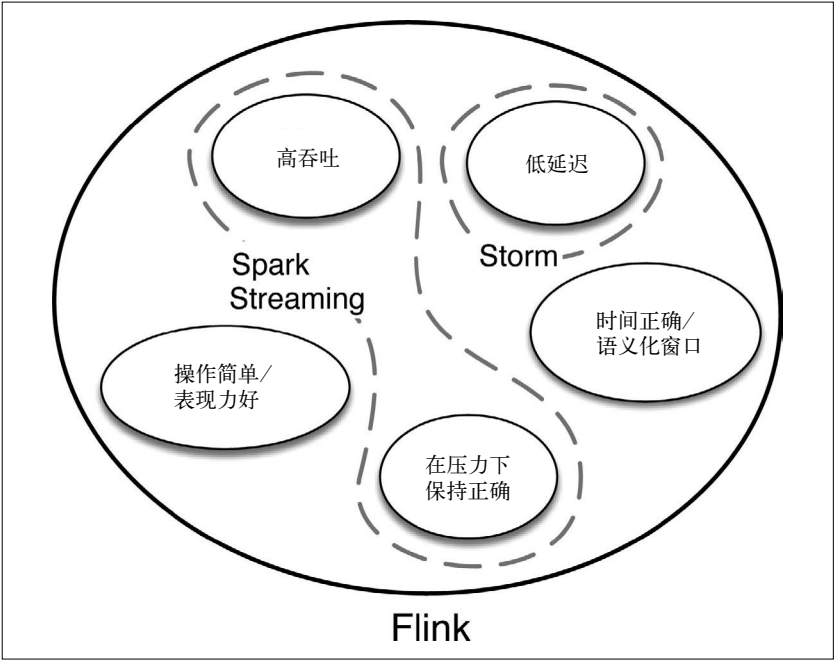 高吞吐
低延迟
Spark
Streaming
Storm
时间正确/
语义化窗口
操作简单/
表现力好
在压力下
保持正确
Flink